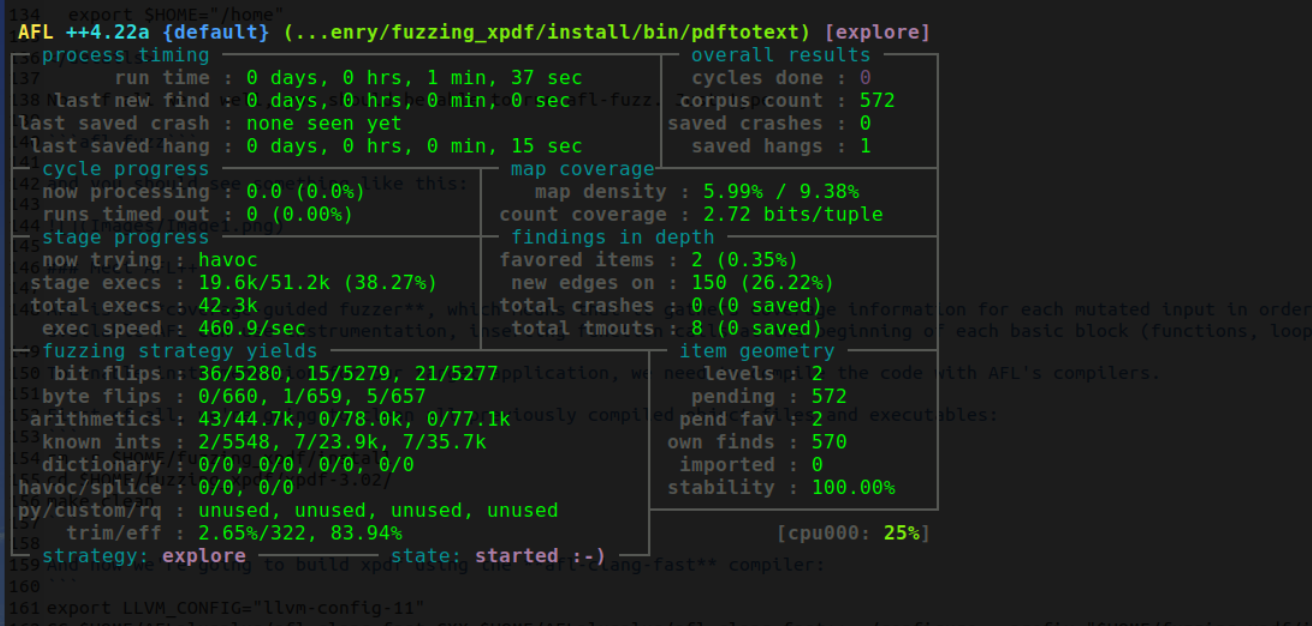 134 export $HOME="/home"
AFL ++4.22a {default} (...enry/fuzzing_xpdf/install/bin/pdftotext) [explore]
process timing
overall results
run time : 0 days, 0 hrs, 1 min, 37 sec
cycles done : 0
last new find : 0 days, 0 hrs, 0 min, 0 sec
corpus count : 572
last saved crash : none seen yet
saved crashes : 0
last saved hang : 0 days, 0 hrs, 0 min, 15 sec
saved hangs : 1
cycle progress
map coverage
now processing : 0.0 (0.0%)
map density : 5.99% / 9.38%
runs timed out : 0 (0.00%)
count coverage : 2.72 bits/tuple
stage progress
findings in depth
now trying : havoc
favored items : 2 (0.35%)
stage execs : 19.6k/51.2k (38.27%)
new edges on : 150 (26.22%)
total execs : 42.3k
total crashes : 0 (0 saved)
exec speed : 460.9/sec
total tmouts : 8 (0 saved)
fuzzing strategy yields
item geometry
bit flips : 36/5280, 15/5279, 21/5277
levels : 2
byte flips : 0/660, 1/659, 5/657
pending : 572
arithmetics : 43/44.7k, 0/78.0k, 0/77.1k
pend fav : 2
known ints : 2/5548, 7/23.9k, 7/35.7k
own finds : 570
dictionary : 0/0, 0/0, 0/0, 0/0
imported : 0
havoc/splice : 0/0, 0/0
stability : 100.00%
py/custom/rq : unused, unused, unused, unused
trim/eff : 2.65%/322, 83.94%
[cpu000: 25%]
strategy: explore
state: started :-)
159 And now we're going to build xpdf using the **afl-clang-fast** compiler:
160 ```
161 export LLVM_CONFIG="llvm-config-11"